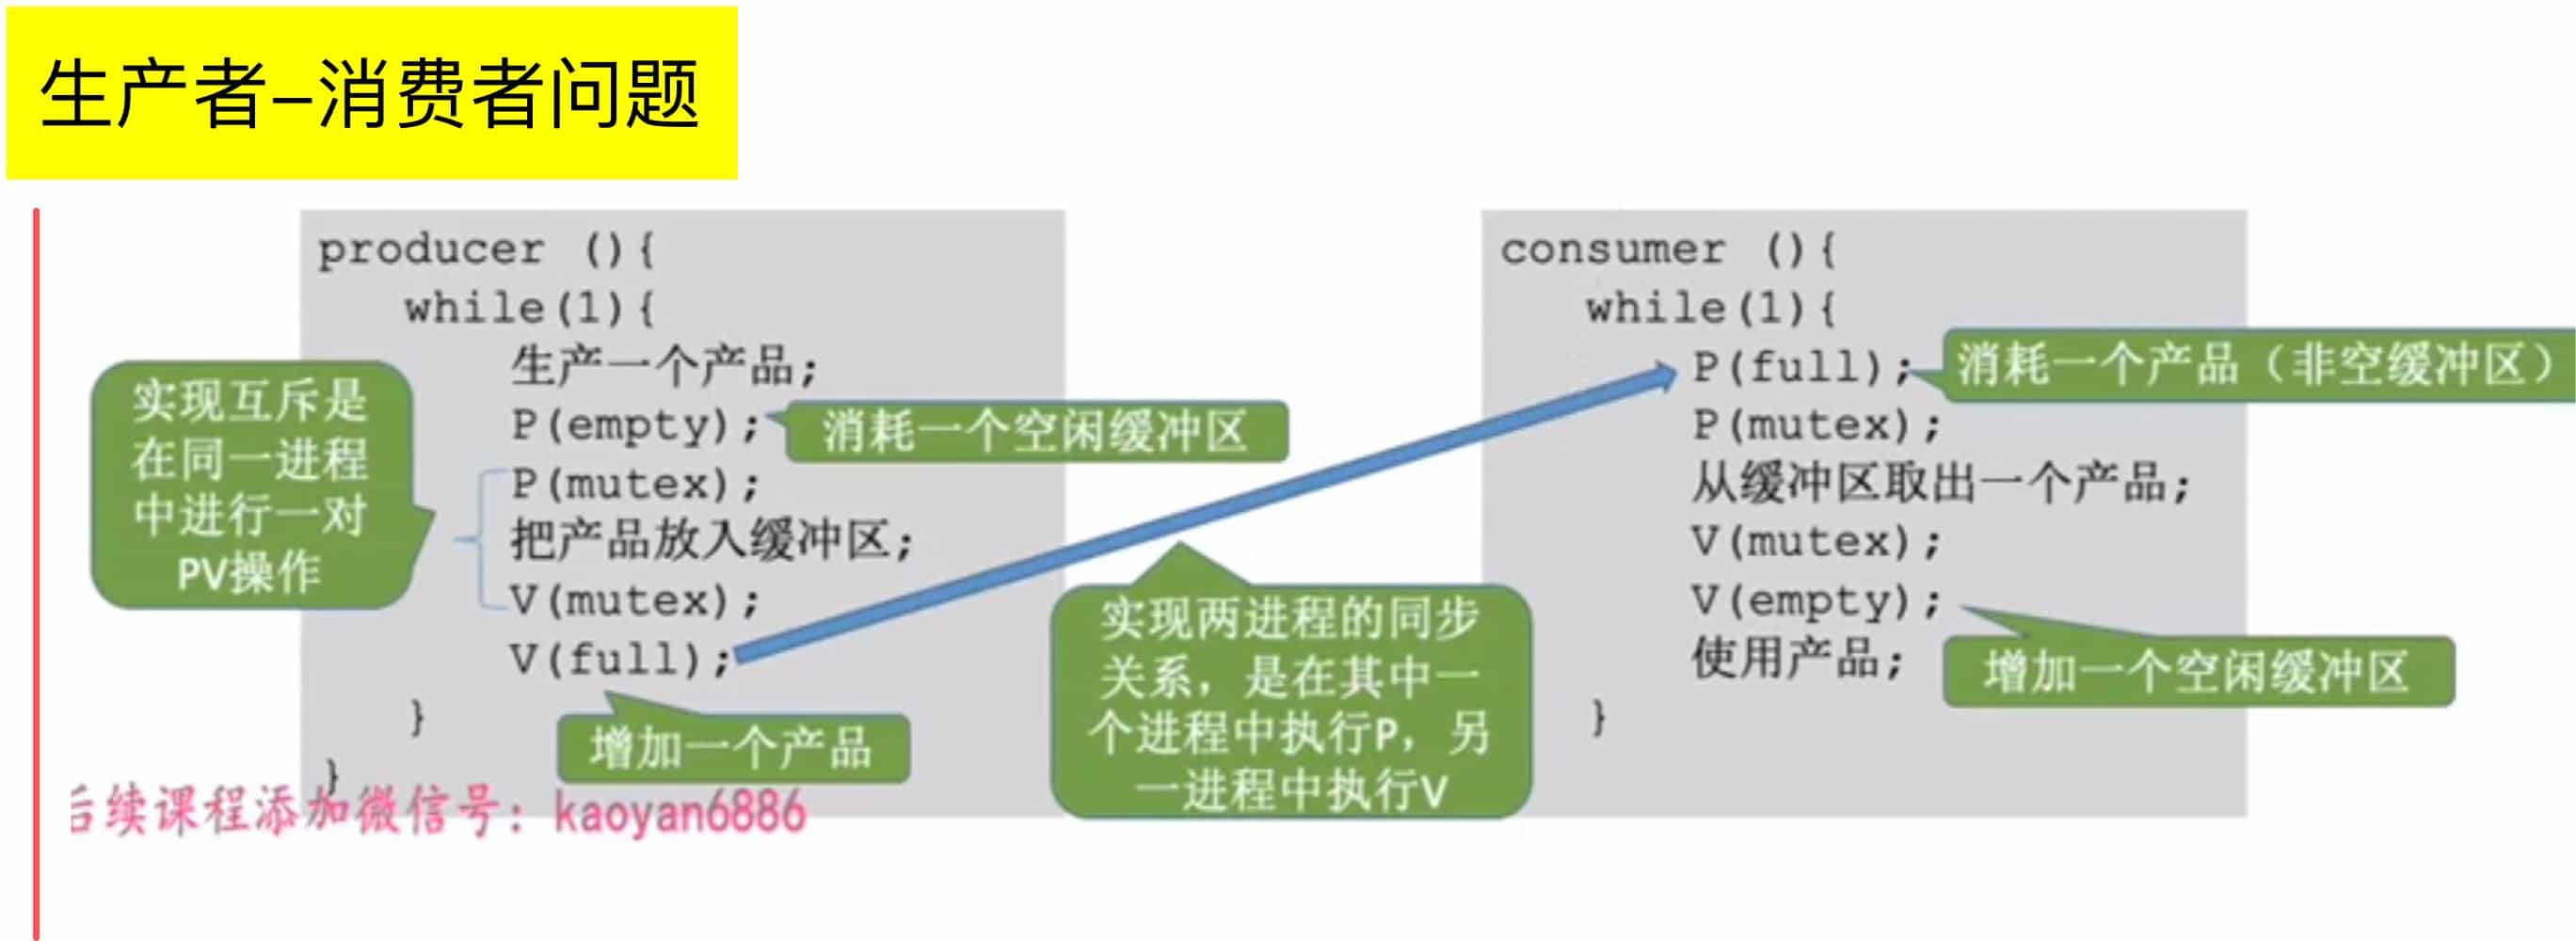 生产者–消费者问题
producer (){
while(1){
生产一个产品;
P(empty);
P(mutex);
把产品放入缓冲区;
V(mutex);
V(full);
}
}
实现互斥是
在同一进程
中进行一对
PV操作
消耗一个空闲缓冲区
增加一个产品
实现两进程的同步
关系，是在其中一
个进程中执行P，另
一进程中执行V
consumer (){
while(1){
P(full);
P(mutex);
从缓冲区取出一个产品;
V(mutex);
V(empty);
使用产品;
}
消耗一个产品（非空缓冲区）
增加一个空闲缓冲区
后续课程添加微信号：kaoyan6886